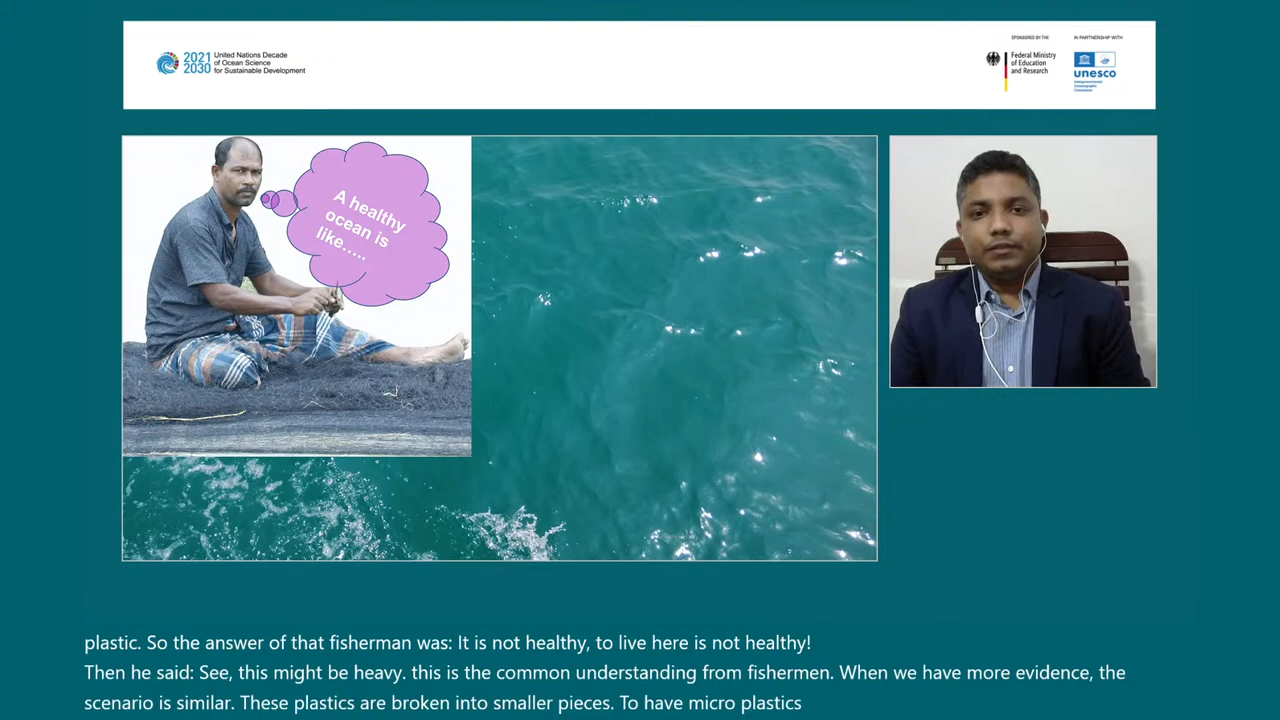 2021
2030
United Nations Decade
of Ocean Science
for Sustainable Development
SPONSORED BY THE
Federal Ministry
of Education
and Research
IN PARTNERSHIP WITH
unesco
Intergovernmental
Oceanographic
Commission
A healthy
ocean is
like.....
plastic. So the answer of that fisherman was: It is not healthy, to live here is not healthy!
Then he said: See, this might be heavy. this is the common understanding from fishermen. When we have more evidence, the
scenario is similar. These plastics are broken into smaller pieces. To have micro plastics